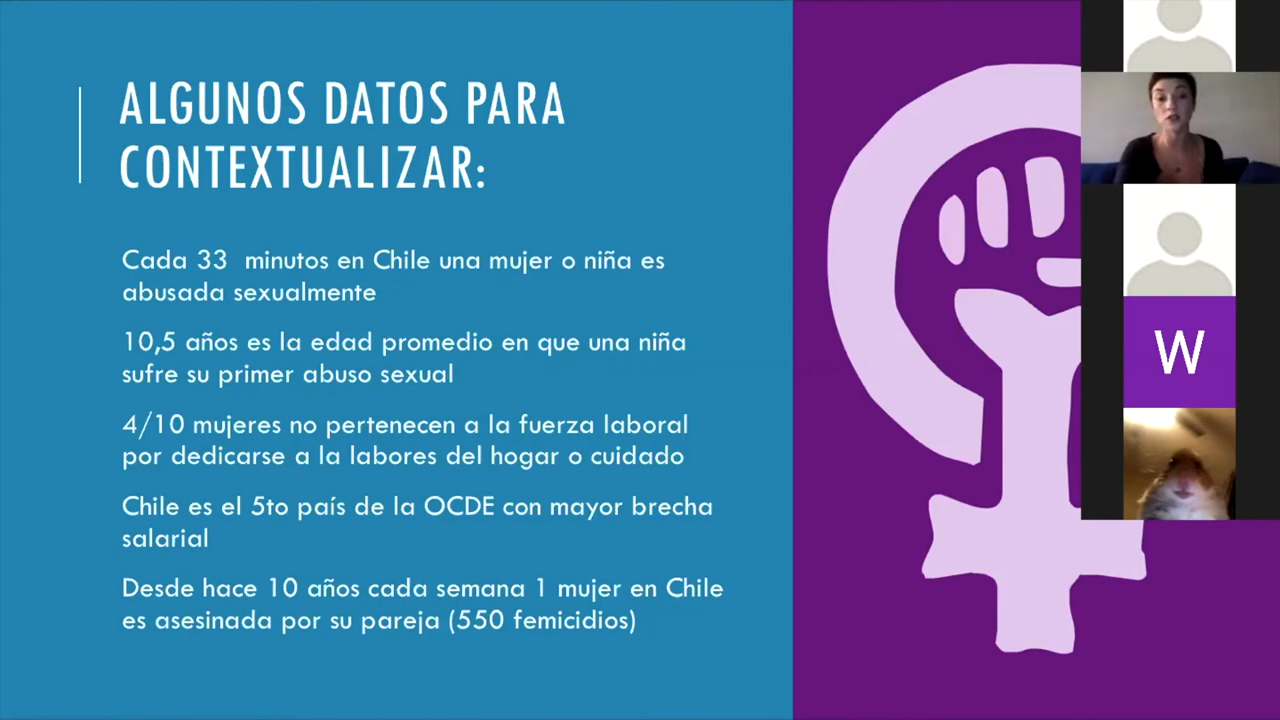 ALGUNOS DATOS PARA
CONTEXTUALIZAR:
Cada 33  minutos en Chile una mujer o niña es
abusada sexualmente
10,5 años es la edad promedio en que una niña
sufre su primer abuso sexual
4/10 mujeres no pertenecen a la fuerza laboral
por dedicarse a la labores del hogar o cuidado
Chile es el 5to país de la OCDE con mayor brecha
salarial
Desde hace 10 años cada semana 1 mujer en Chile
es asesinada por su pareja (550 femicidios)
W